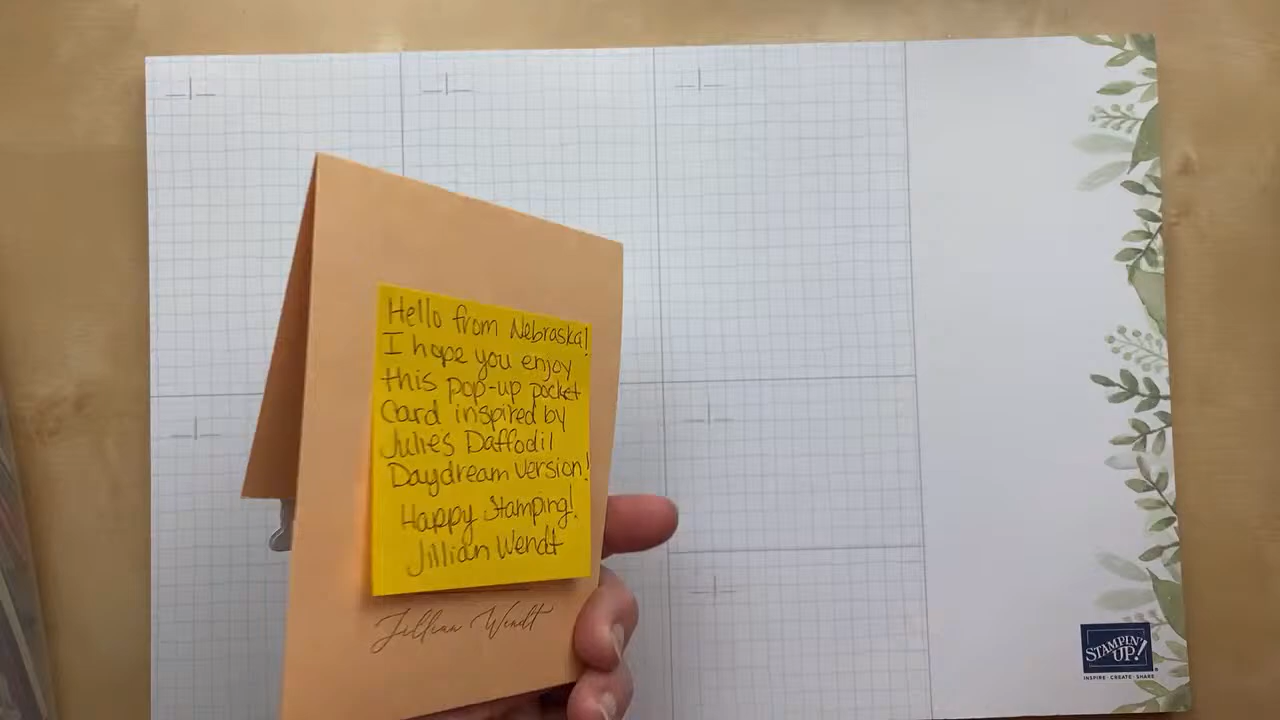 Hello from Nebraska!
I hope you enjoy
this pop-up pocket
Card inspired by
Julie's Daffodil
Daydream version!
Happy Stamping!
Jillian Wendt
Jillian Wendt
STAMPIN' UP!
INSPIRE · CREATE · SHARE